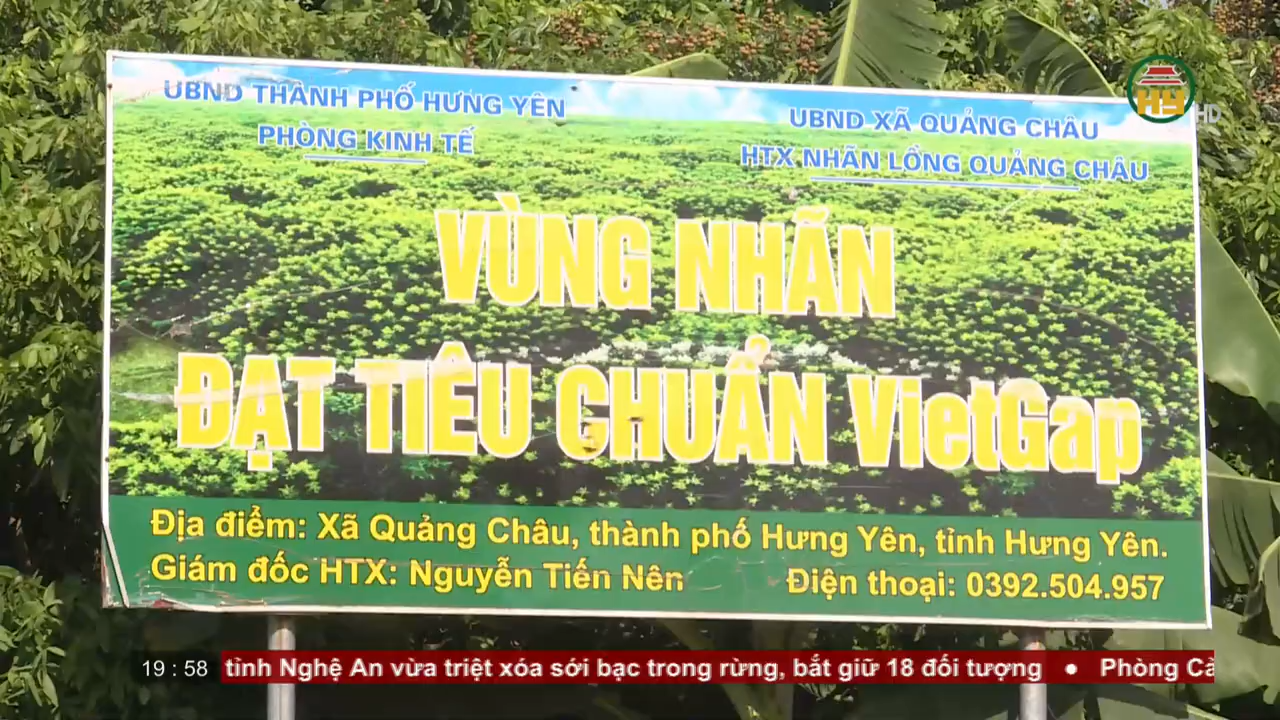 UBND THÀNH PHỐ HƯNG YÊN
PHÒNG KINH TẾ
UBND XÃ QUẢNG CHÂU
HTX NHÃN LỒNG QUẢNG CHÂU
HY HD
VÙNG NHÃN
ĐẠT TIÊU CHUẨN VietGap
Địa điểm: Xã Quảng Châu, thành phố Hưng Yên, tỉnh Hưng Yên.
Giám đốc HTX: Nguyễn Tiến Nên
Điện thoại: 0392.504.957
19 : 58 tỉnh Nghệ An vừa triệt xóa sới bạc trong rừng, bắt giữ 18 đối tượng • Phòng Cả